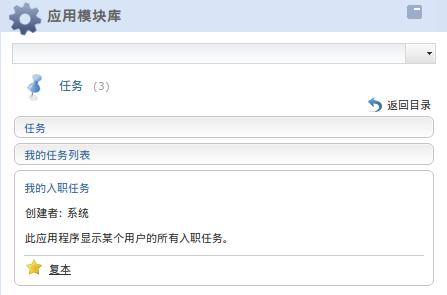 应用模块库
任务 (3)
返回目录
任务
我的任务列表
我的入职任务
创建者: 系统
此应用程序显示某个用户的所有入职任务。
复本